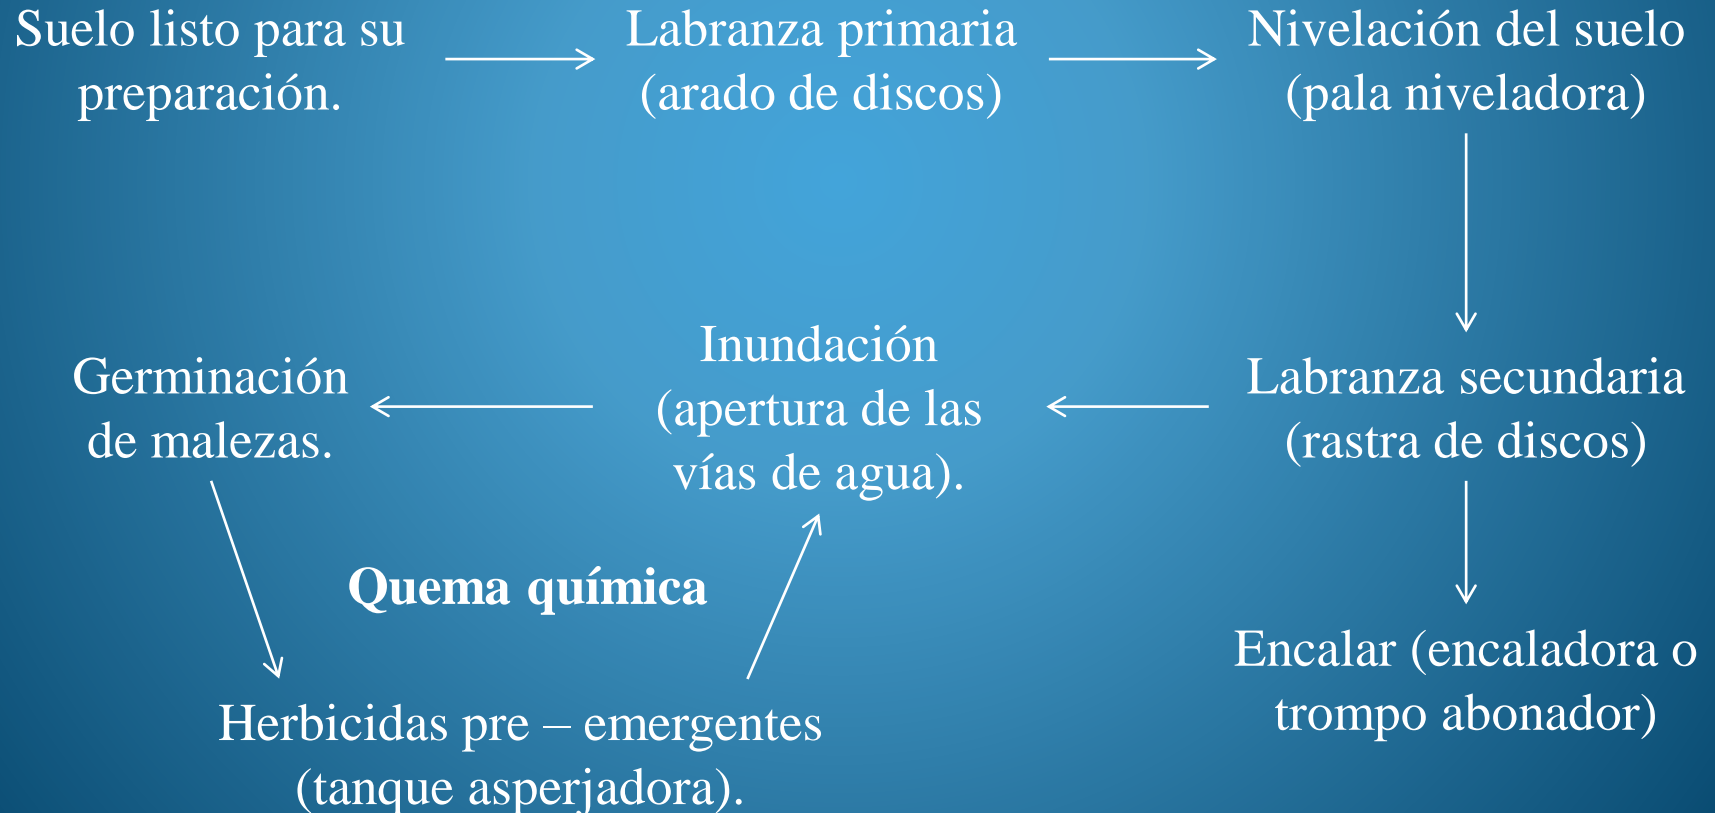 Suelo listo para su
preparación.
Labranza primaria
(arado de discos)
Nivelación del suelo
(pala niveladora)
Labranza secundaria
(rastra de discos)
Inundación
(apertura de las
vías de agua).
Germinación
de malezas.
Quema química
Encalar (encaladora o
trompo abonador)
Herbicidas pre – emergentes
(tanque asperjadora).